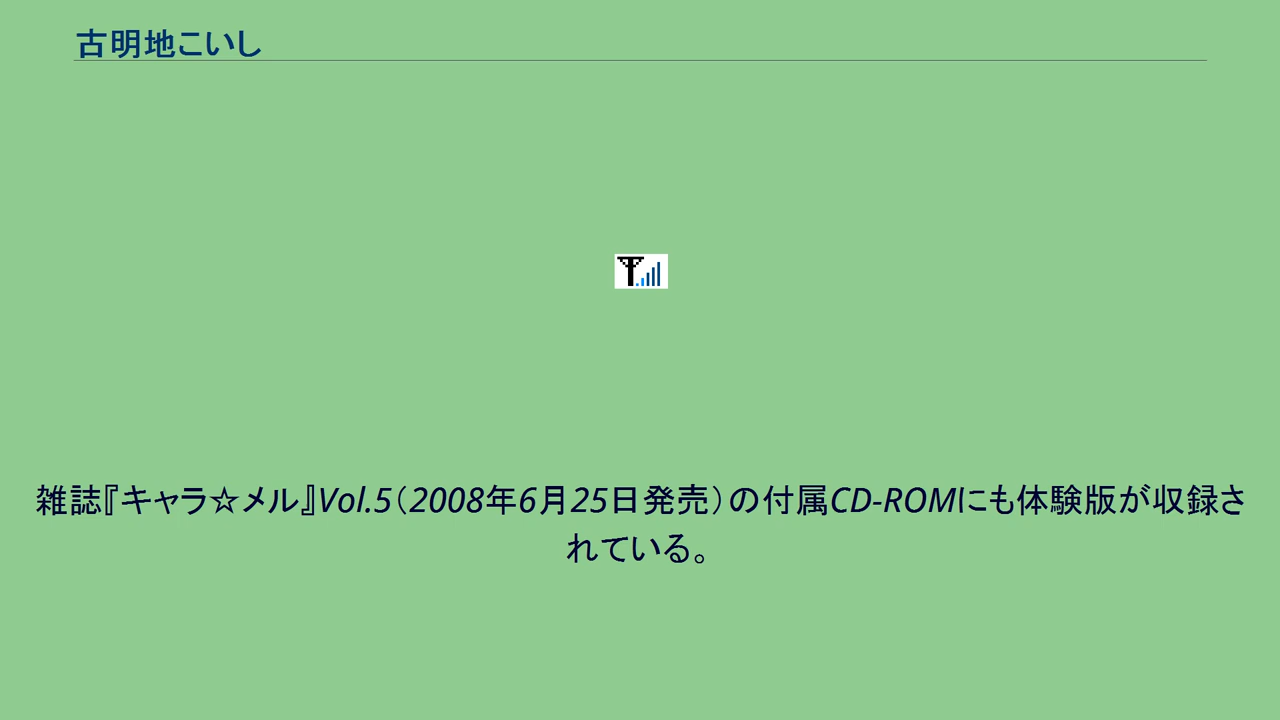 古明地こいし
雑誌『キャラ☆メル』Vol.5（2008年6月25日発売）の付属CD-ROMにも体験版が収録さ
れている。